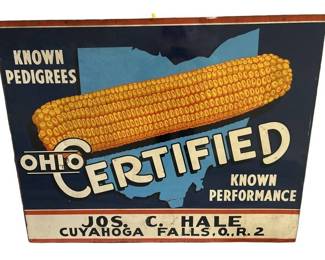 KNOWN
PEDIGREES
OHIO
CERTIFIED
KNOWN
PERFORMANCE
JOS. C. HALE
CUYAHOGA FALLS, O., R. 2